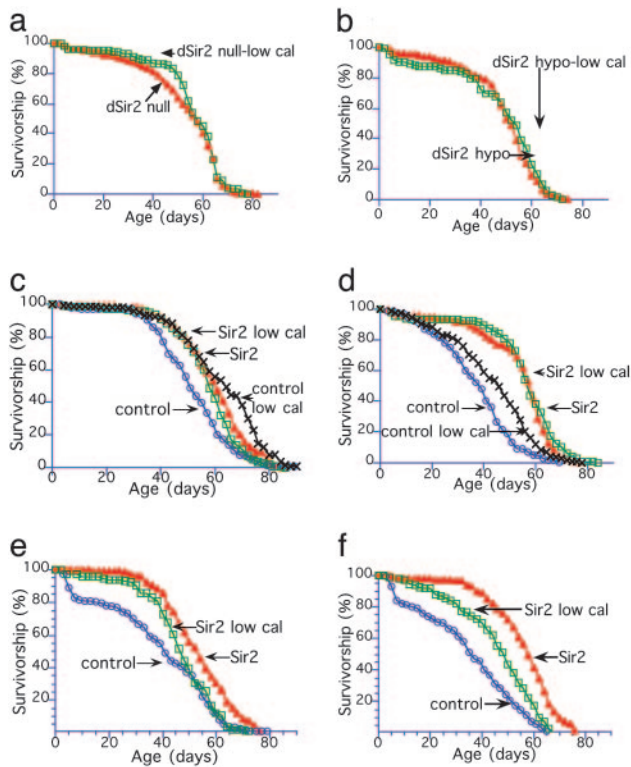 a
Survivorship (%)
100
80
60
40
20
0
dSir2 null-low cal
dSir2 null
0 20 40 60 80
Age (days)
b
Survivorship (%)
100
80
60
40
20
0
dSir2 hypo-low cal
dSir2 hypo
0 20 40 60 80
Age (days)
c
Survivorship (%)
100
80
60
40
20
0
Sir2 low cal
Sir2
control
low cal
control
0 20 40 60 80
Age (days)
d
Survivorship (%)
100
80
60
40
20
0
Sir2 low cal
control
Sir2
control low cal
0 20 40 60 80
Age (days)
e
Survivorship (%)
100
80
60
40
20
Sir2 low cal
control
Sir2
0 20 40 60 80
Age (days)
f
Survivorship (%)
100
80
60
40
20
Sir2 low cal
Sir2
control
0 20 40 60 80
Age (days)